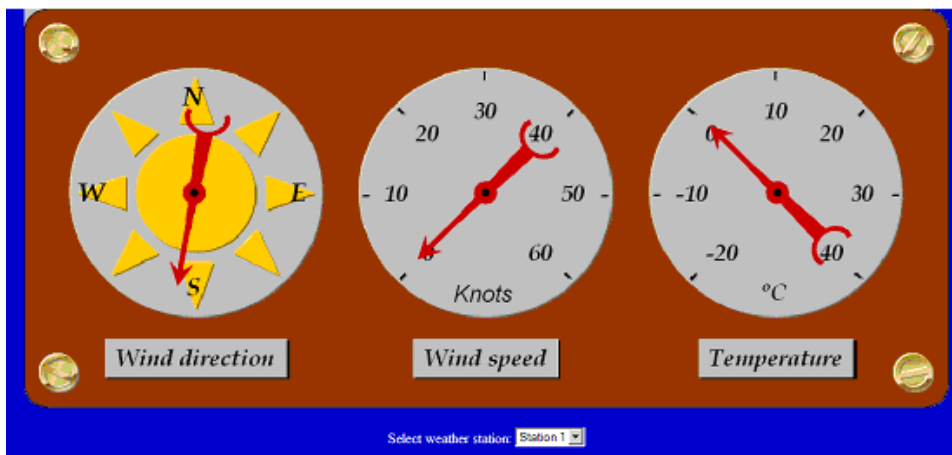 N
W E
S
Wind direction
30
20 40
10 50
0 60
Knots
Wind speed
10
0 20
-10 30
-20 40
ºC
Temperature
Select weather station: Station 1